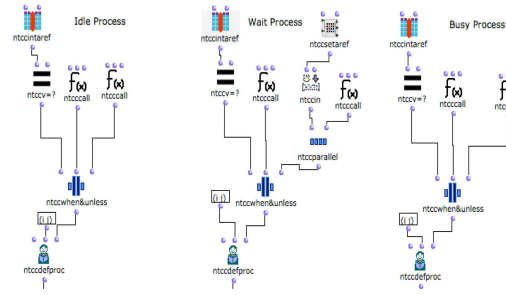 Idle Process
ntccintaref
ntccv=?
f(x)
ntcccall
f(x)
ntcccall
ntccwhen&unless
(i j)
ntccdefproc
Wait Process
ntccintaref
ntccsetaref
ntccv=?
f(x)
ntcccall
ntccin
f(x)
ntcccall
ntccparallel
ntccwhen&unless
(i j)
ntccdefproc
Busy Process
ntccintaref
ntccv=?
f(x)
ntcccall
ntccwhen&unless
(i j)
ntccdefproc